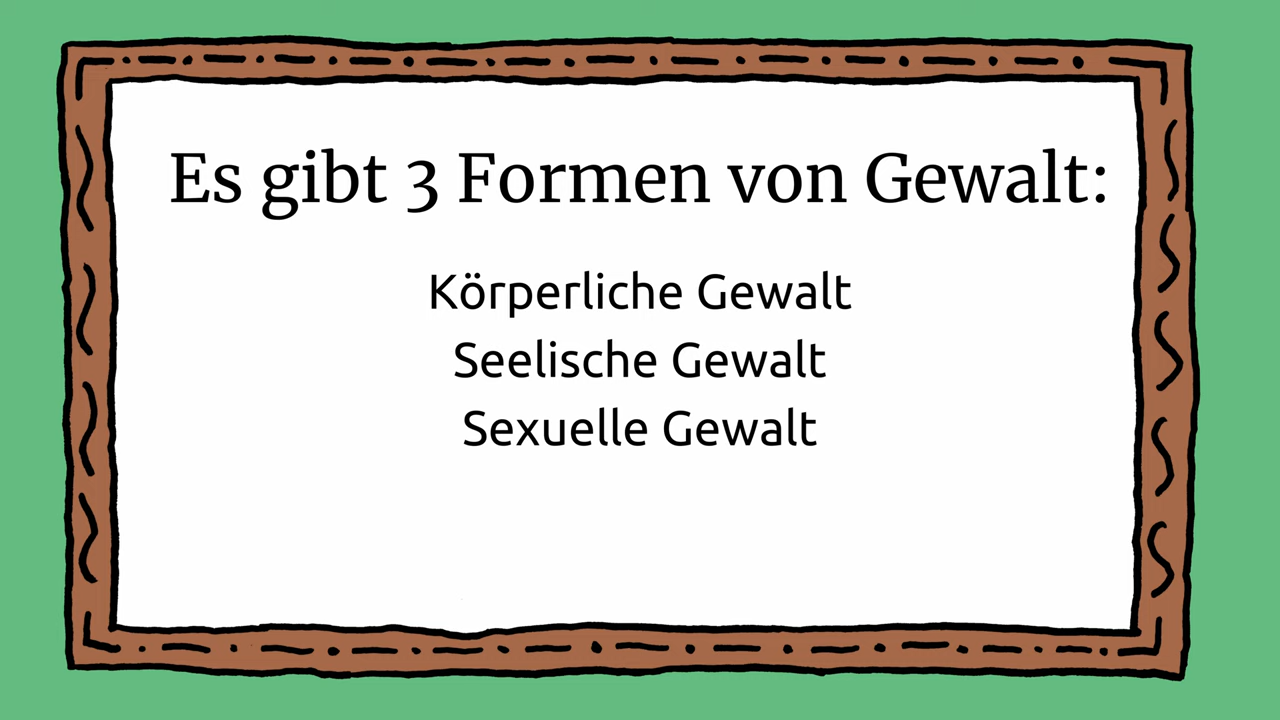 Es gibt 3 Formen von Gewalt:
Körperliche Gewalt
Seelische Gewalt
Sexuelle Gewalt